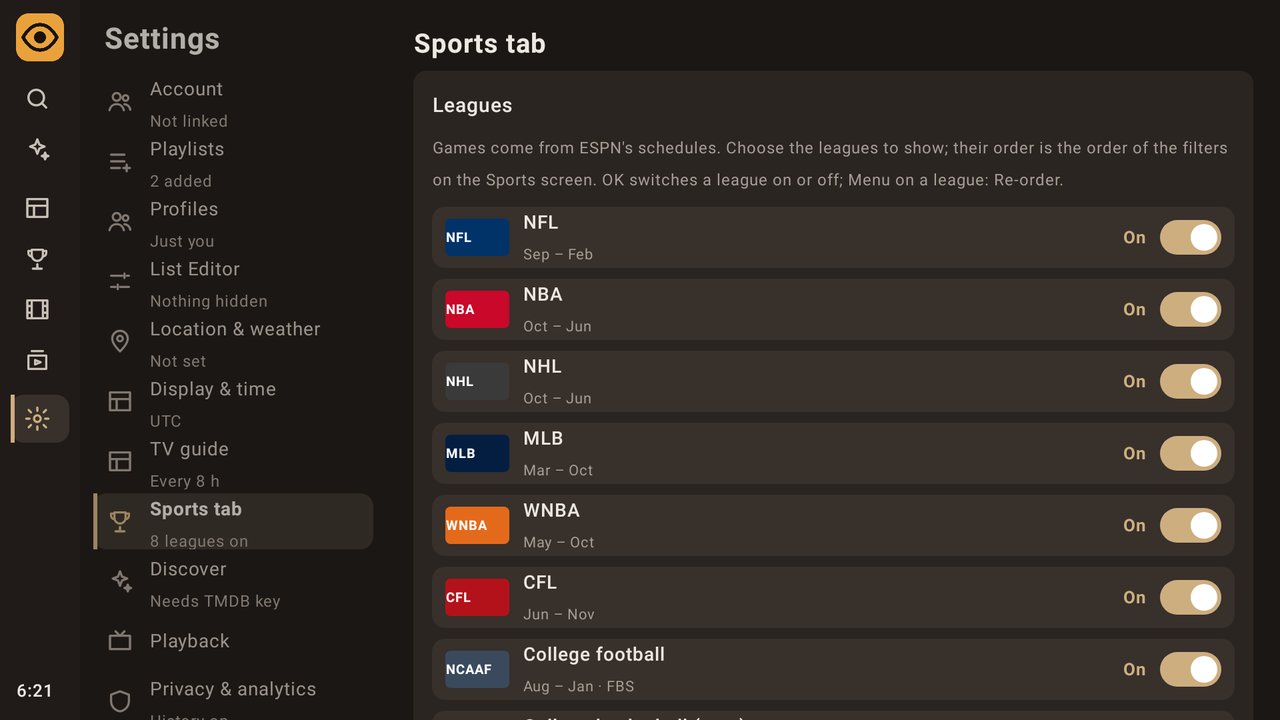 Settings
Account
Not linked
Playlists
2 added
Profiles
Just you
List Editor
Nothing hidden
Location & weather
Not set
Display & time
UTC
TV guide
Every 8 h
Sports tab
8 leagues on
Discover
Needs TMDB key
Playback
Privacy & analytics
6:21
Sports tab
Leagues
Games come from ESPN's schedules. Choose the leagues to show; their order is the order of the filters
on the Sports screen. OK switches a league on or off; Menu on a league: Re-order.
NFL NFL On
Sep – Feb
NBA NBA On
Oct – Jun
NHL NHL On
Oct – Jun
MLB MLB On
Mar – Oct
WNBA WNBA On
May – Oct
CFL CFL On
Jun – Nov
NCAAF College football On
Aug – Jan · FBS